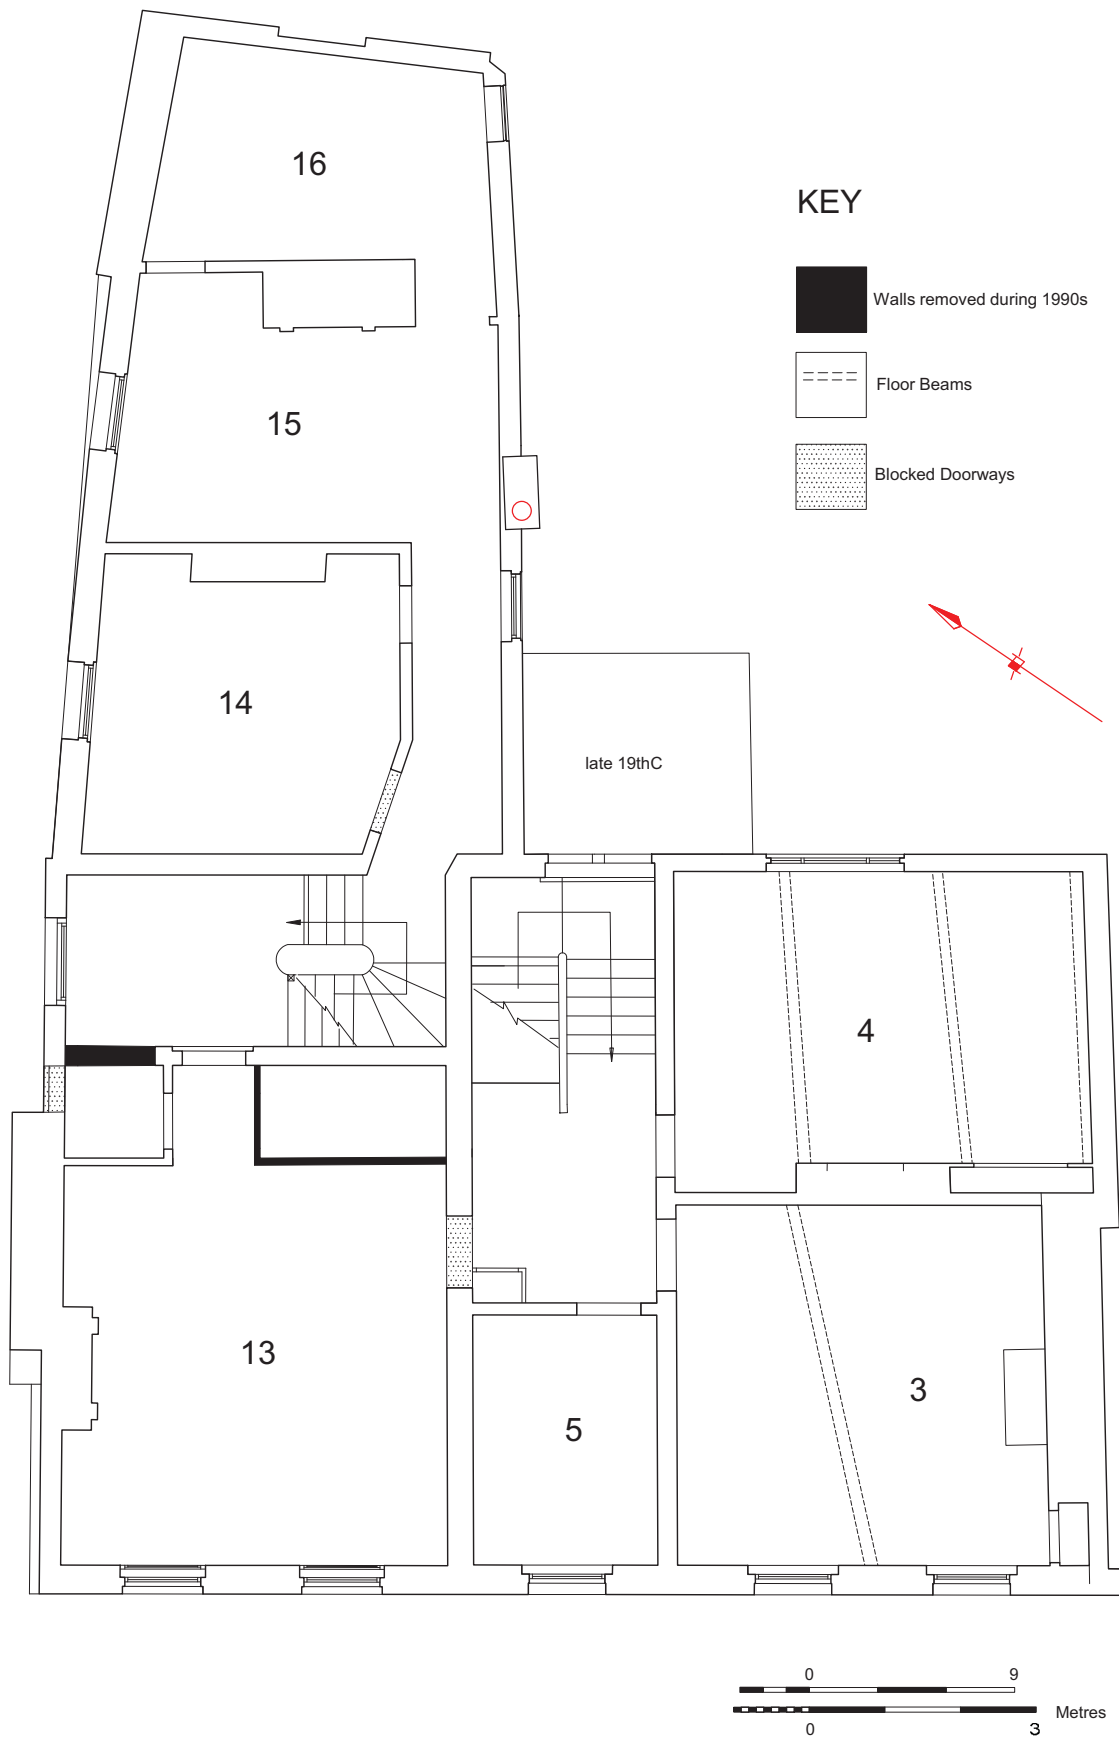 16
KEY
Walls removed during 1990s
Floor Beams
15
Blocked Doorways
14
late 19thC
4
13
3
5
0 9
Metres
0 3